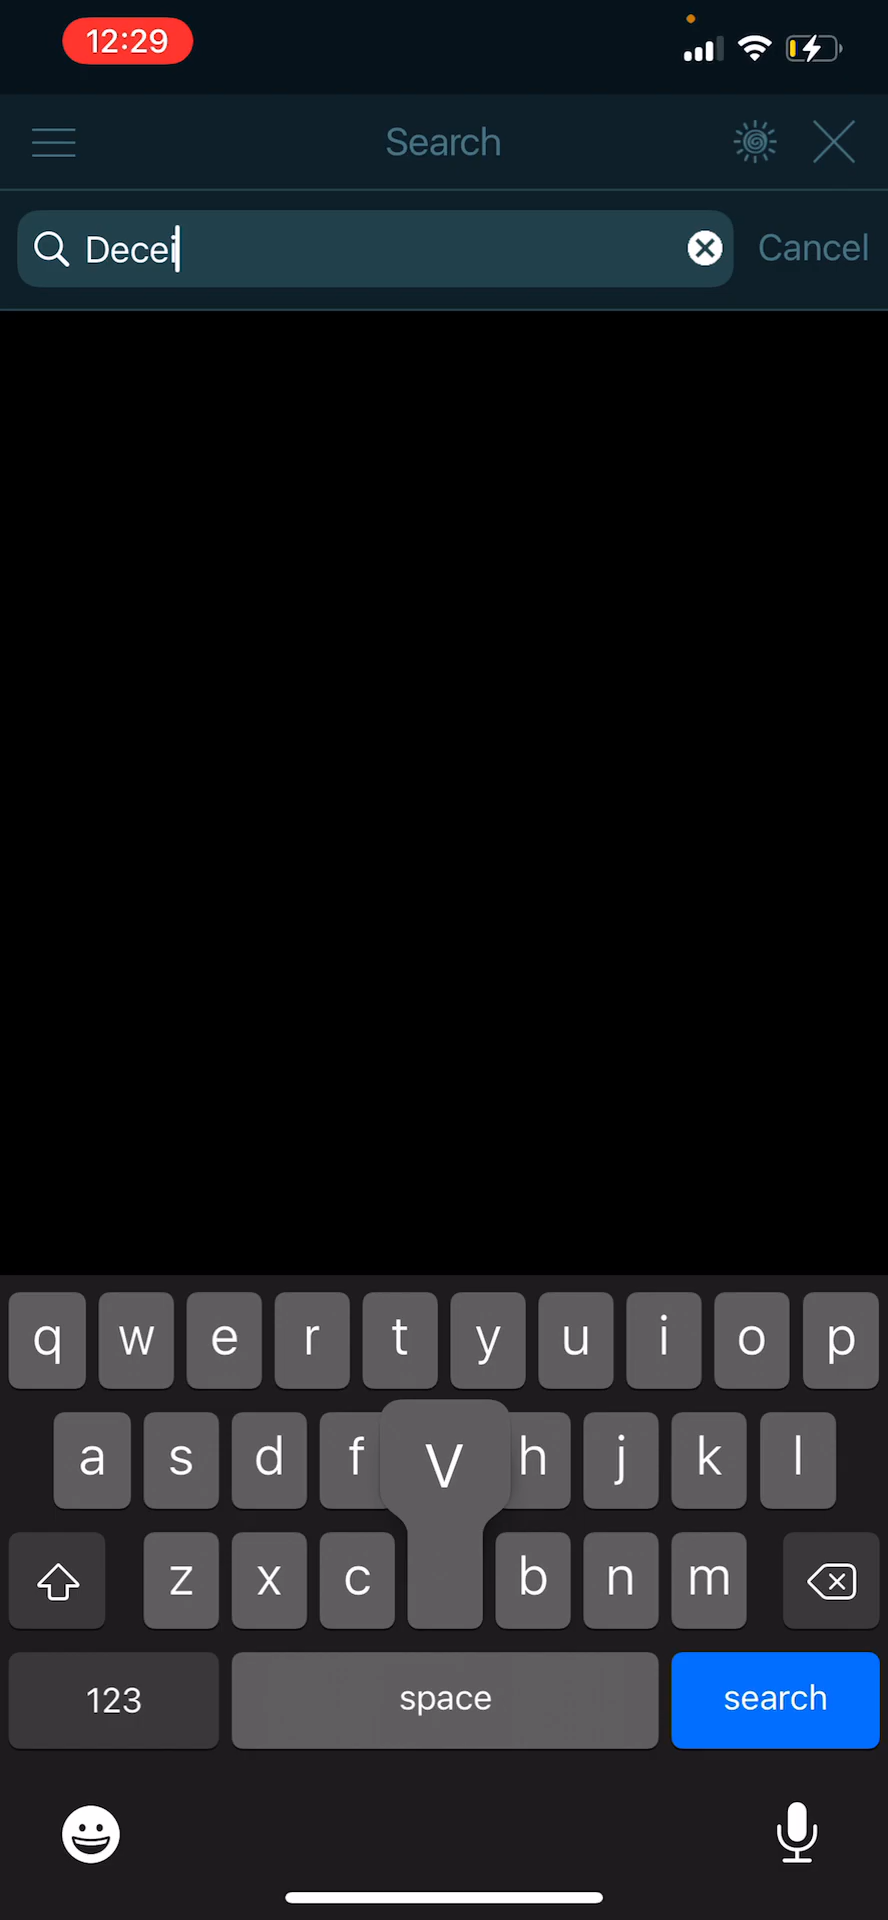 12:29
Search
Decei
Cancel
q w e r t y u i o p
a s d f V h j k l
z x c b n m
123 space search